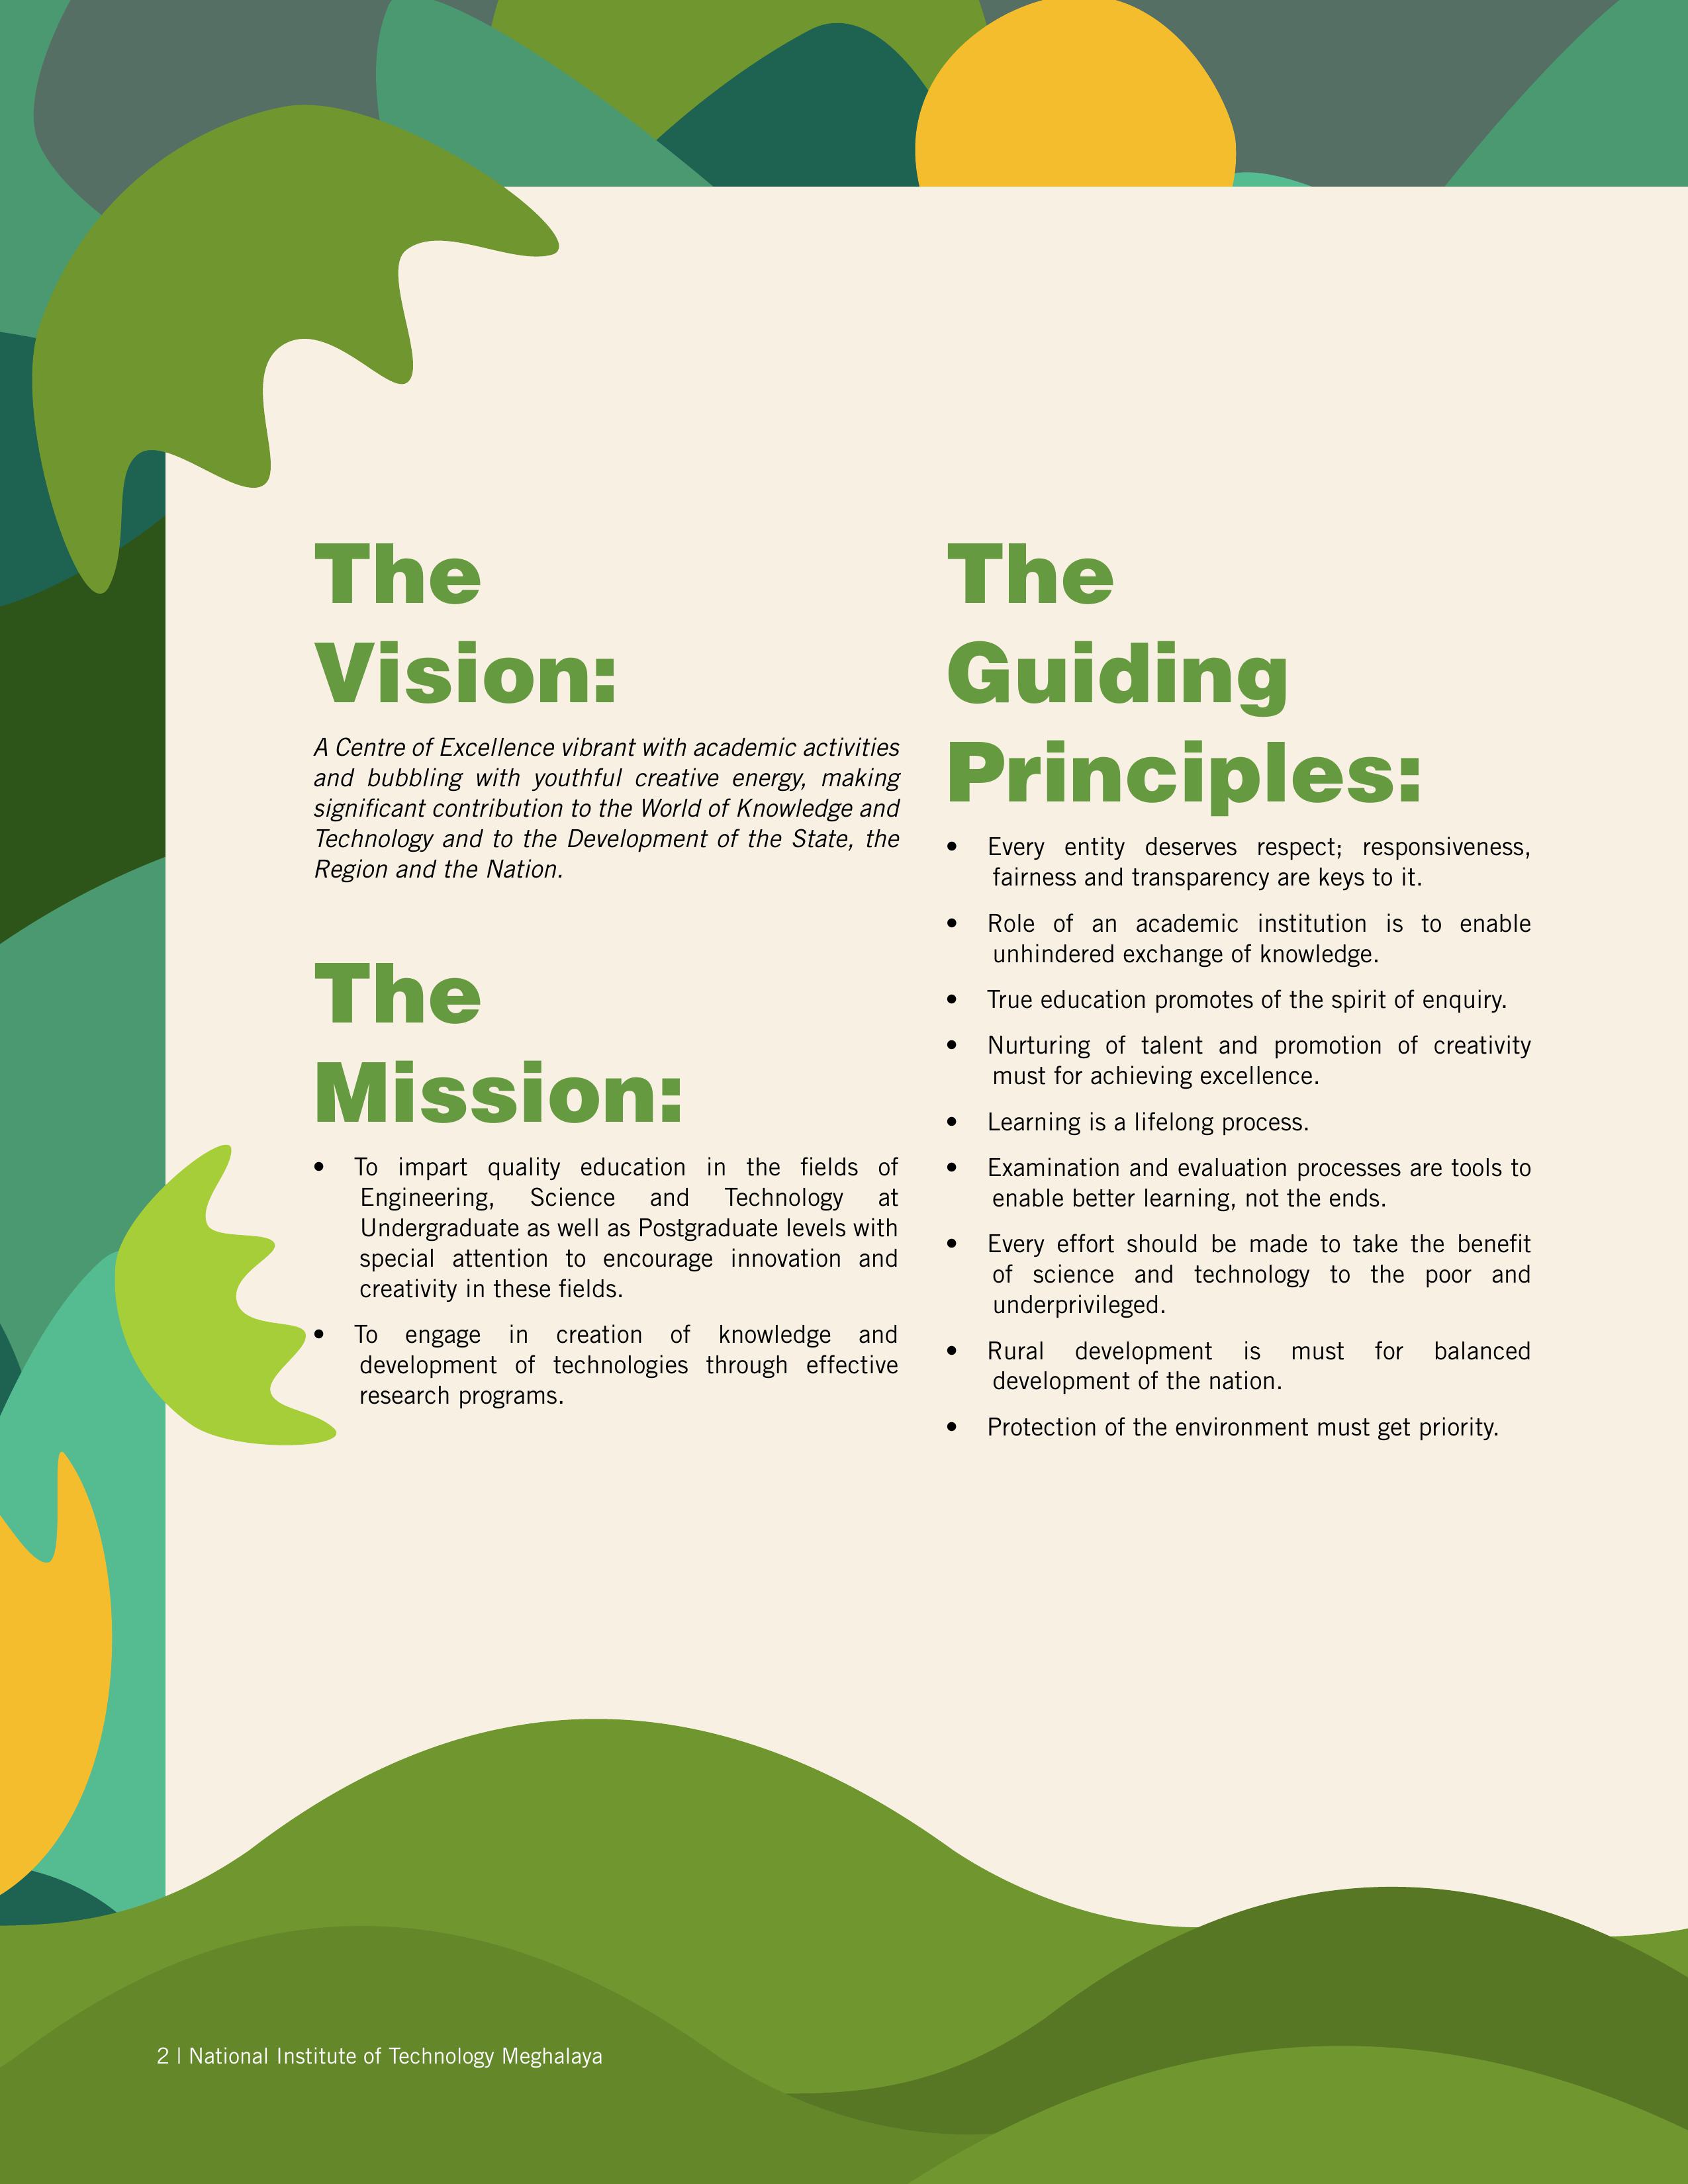 The
Vision:
A Centre of Excellence vibrant with academic activities
and bubbling with youthful creative energy, making
significant contribution to the World of Knowledge and
Technology and to the Development of the State, the
Region and the Nation.
The
Mission:
• To impart quality education in the fields of
Engineering, Science and Technology at
Undergraduate as well as Postgraduate levels with
special attention to encourage innovation and
creativity in these fields.
• To engage in creation of knowledge and
development of technologies through effective
research programs.
The
Guiding
Principles:
• Every entity deserves respect; responsiveness,
fairness and transparency are keys to it.
• Role of an academic institution is to enable
unhindered exchange of knowledge.
• True education promotes of the spirit of enquiry.
• Nurturing of talent and promotion of creativity
must for achieving excellence.
• Learning is a lifelong process.
• Examination and evaluation processes are tools to
enable better learning, not the ends.
• Every effort should be made to take the benefit
of science and technology to the poor and
underprivileged.
• Rural development is must for balanced
development of the nation.
• Protection of the environment must get priority.
2 | National Institute of Technology Meghalaya